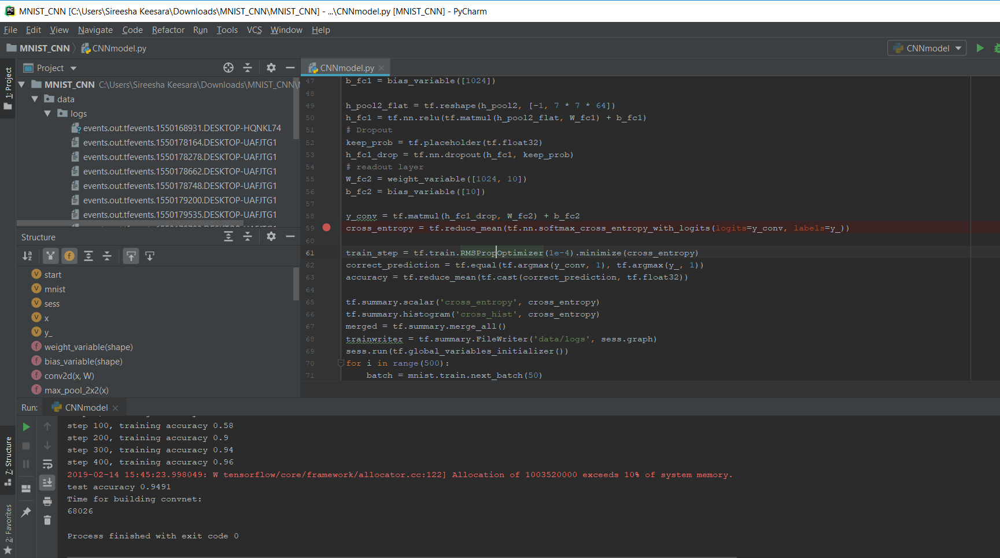 MNIST_CNN [C:\Users\Sireesha Keesara\Downloads\MNIST_CNN\MNIST_CNN] - ...\CNNmodel.py [MNIST_CNN] - PyCharm
File Edit View Navigate Code Refactor Run Tools VCS Window Help
MNIST_CNN CNNmodel.py
CNNmodel
1: Project
Project
MNIST_CNN C:\Users\Sireesha Keesara\Downloads\MNIST_CNN\
data
logs
events.out.tfevents.1550168931.DESKTOP-HQNKL74
events.out.tfevents.1550178164.DESKTOP-UAFJTG1
events.out.tfevents.1550178278.DESKTOP-UAFJTG1
events.out.tfevents.1550178662.DESKTOP-UAFJTG1
events.out.tfevents.1550178748.DESKTOP-UAFJTG1
events.out.tfevents.1550179200.DESKTOP-UAFJTG1
events.out.tfevents.1550179535.DESKTOP-UAFJTG1
Structure
start
mnist
sess
x
y_
weight_variable(shape)
bias_variable(shape)
conv2d(x, W)
max_pool_2x2(x)
CNNmodel.py
47 b_fc1 = bias_variable([1024])
48
49 h_pool2_flat = tf.reshape(h_pool2, [-1, 7 * 7 * 64])
50 h_fc1 = tf.nn.relu(tf.matmul(h_pool2_flat, W_fc1) + b_fc1)
51 # Dropout
52 keep_prob = tf.placeholder(tf.float32)
53 h_fc1_drop = tf.nn.dropout(h_fc1, keep_prob)
54 # readout layer
55 W_fc2 = weight_variable([1024, 10])
56 b_fc2 = bias_variable([10])
57
58 y_conv = tf.matmul(h_fc1_drop, W_fc2) + b_fc2
59 cross_entropy = tf.reduce_mean(tf.nn.softmax_cross_entropy_with_logits(logits=y_conv, labels=y_))
60
61 train_step = tf.train.RMSPropOptimizer(1e-4).minimize(cross_entropy)
62 correct_prediction = tf.equal(tf.argmax(y_conv, 1), tf.argmax(y_, 1))
63 accuracy = tf.reduce_mean(tf.cast(correct_prediction, tf.float32))
64
65 tf.summary.scalar('cross_entropy', cross_entropy)
66 tf.summary.histogram('cross_hist', cross_entropy)
67 merged = tf.summary.merge_all()
68 trainwriter = tf.summary.FileWriter('data/logs', sess.graph)
69 sess.run(tf.global_variables_initializer())
70 for i in range(500):
71 batch = mnist.train.next_batch(50)
Run: CNNmodel
7: Structure
2: Favorites
step 100, training accuracy 0.58
step 200, training accuracy 0.9
step 300, training accuracy 0.94
step 400, training accuracy 0.96
2019-02-14 15:45:23.998049: W tensorflow/core/framework/allocator.cc:122] Allocation of 1003520000 exceeds 10% of system memory.
test accuracy 0.9491
Time for building convnet:
68026
Process finished with exit code 0